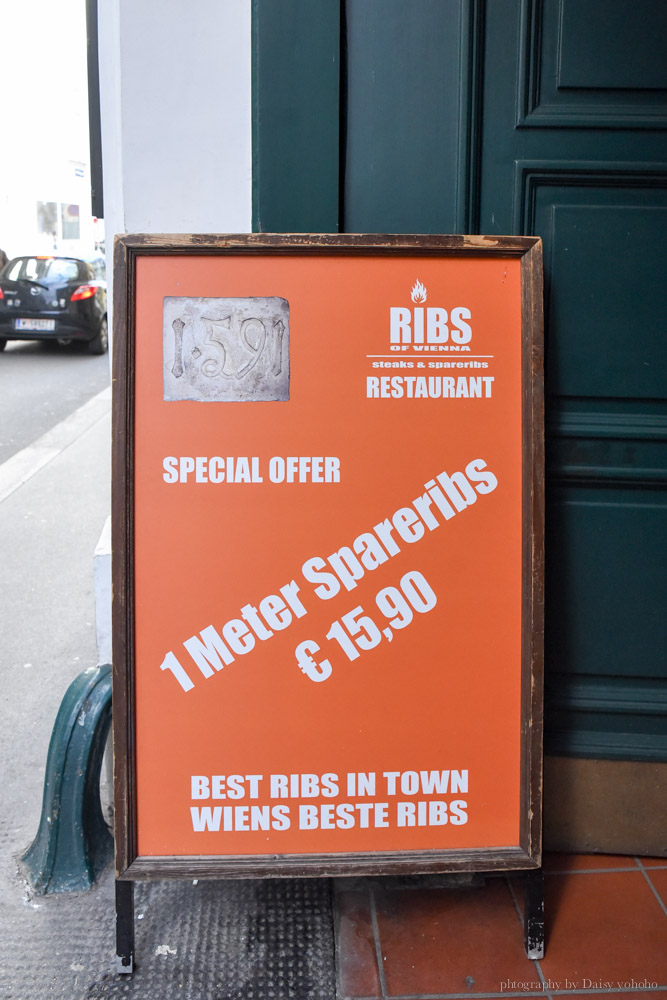 1591
RIBS
OF VIENNA
steaks & spareribs
RESTAURANT
SPECIAL OFFER
1 Meter Spareribs
€ 15,90
BEST RIBS IN TOWN
WIENS BESTE RIBS
photography by Daisy yohoho